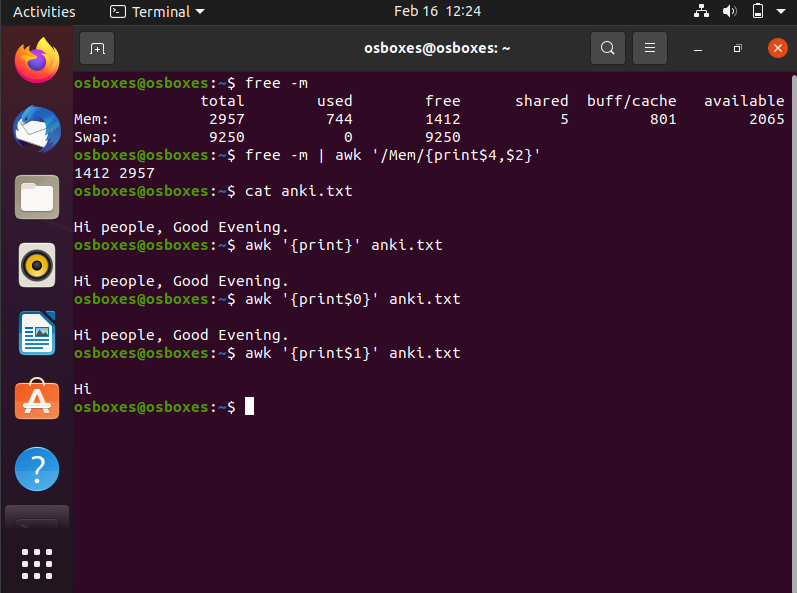 Activities Terminal Feb 16 12:24
osboxes@osboxes: ~
osboxes@osboxes:~$ free -m
total used free shared buff/cache available
Mem: 2957 744 1412 5 801 2065
Swap: 9250 0 9250
osboxes@osboxes:~$ free -m | awk '/Mem/{print$4,$2}'
1412 2957
osboxes@osboxes:~$ cat anki.txt
Hi people, Good Evening.
osboxes@osboxes:~$ awk '{print}' anki.txt
Hi people, Good Evening.
osboxes@osboxes:~$ awk '{print$0}' anki.txt
Hi people, Good Evening.
osboxes@osboxes:~$ awk '{print$1}' anki.txt
Hi
osboxes@osboxes:~$